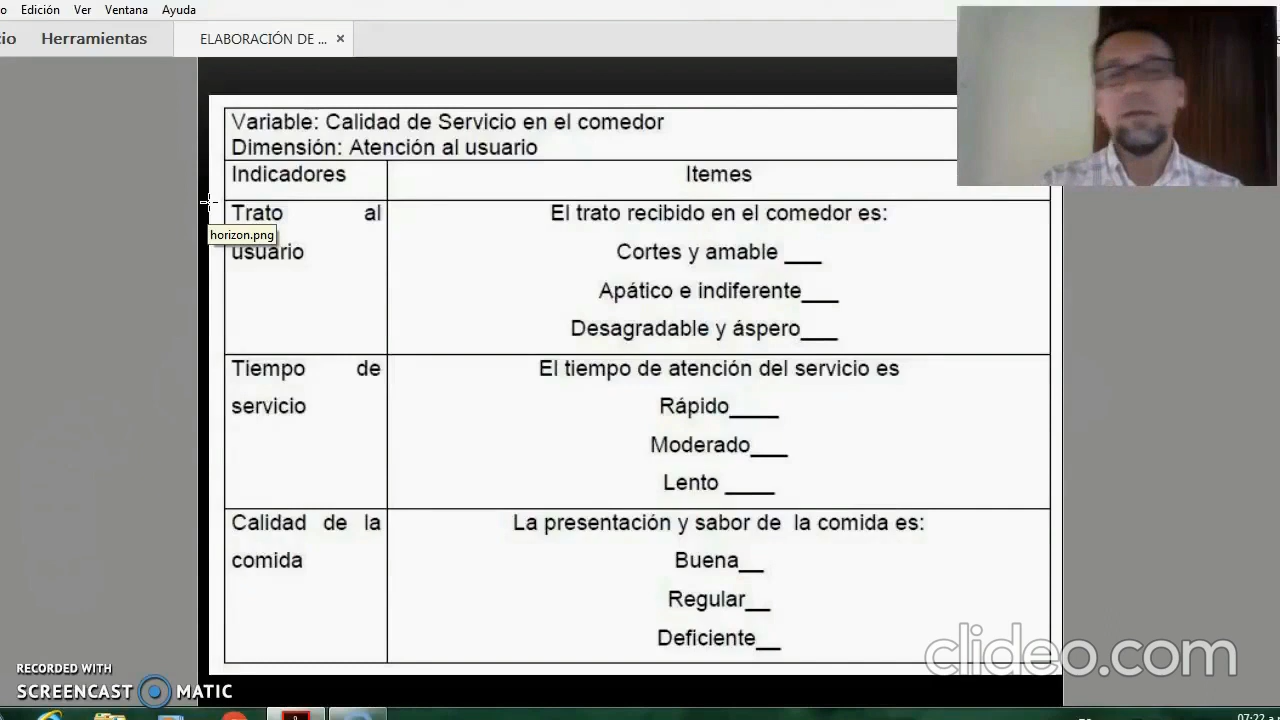 Edición Ver Ventana Ayuda
Herramientas ELABORACIÓN DE ... ×
Variable: Calidad de Servicio en el comedor
Dimensión: Atención al usuario
Indicadores Itemes
Trato al El trato recibido en el comedor es:
horizon.png
usuario Cortes y amable ___
Apático e indiferente___
Desagradable y áspero___
Tiempo de El tiempo de atención del servicio es
servicio Rápido____
Moderado___
Lento ____
Calidad de la La presentación y sabor de la comida es:
comida Buena__
Regular__
Deficiente__
clideo.com
RECORDED WITH
SCREENCAST MATIC